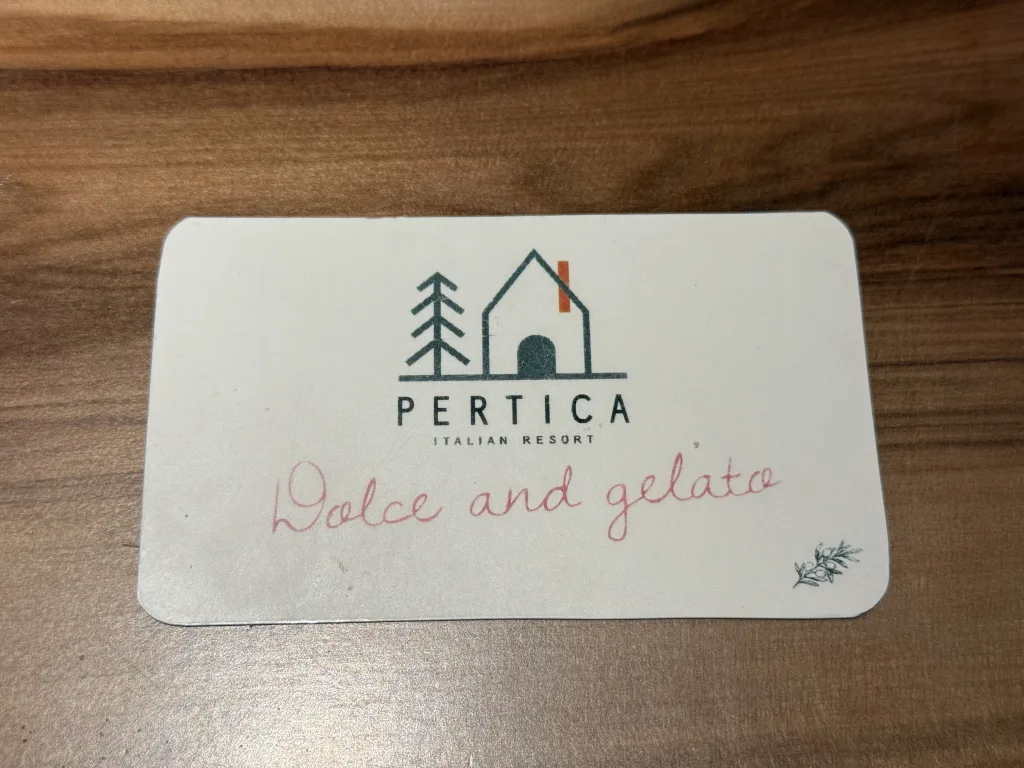 PERTICA
ITALIAN RESORT
Dolce and gelato